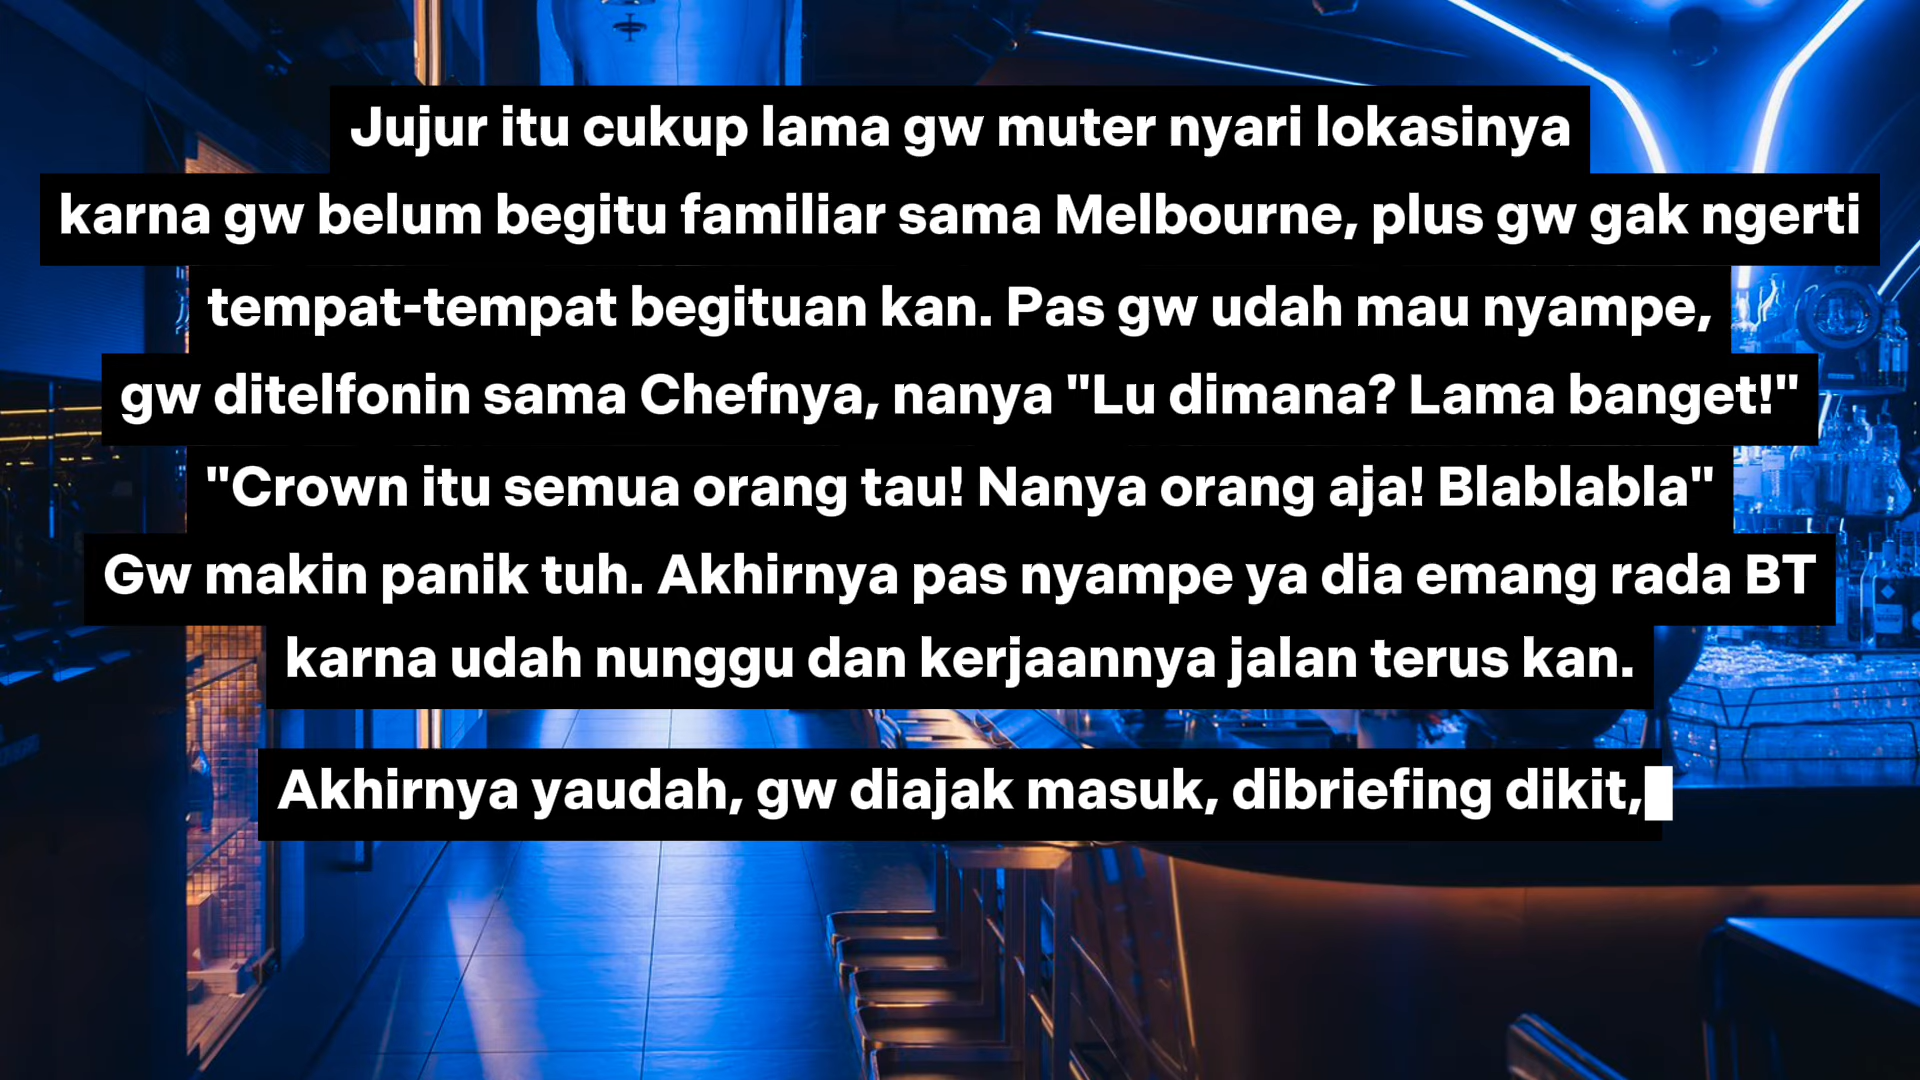 Jujur itu cukup lama gw muter nyari lokasinya
karna gw belum begitu familiar sama Melbourne, plus gw gak ngerti
tempat-tempat begituan kan. Pas gw udah mau nyampe,
gw ditelfonin sama Chefnya, nanya "Lu dimana? Lama banget!"
"Crown itu semua orang tau! Nanya orang aja! Blablabla"
Gw makin panik tuh. Akhirnya pas nyampe ya dia emang rada BT
karna udah nunggu dan kerjaannya jalan terus kan.
Akhirnya yaudah, gw diajak masuk, dibriefing dikit,